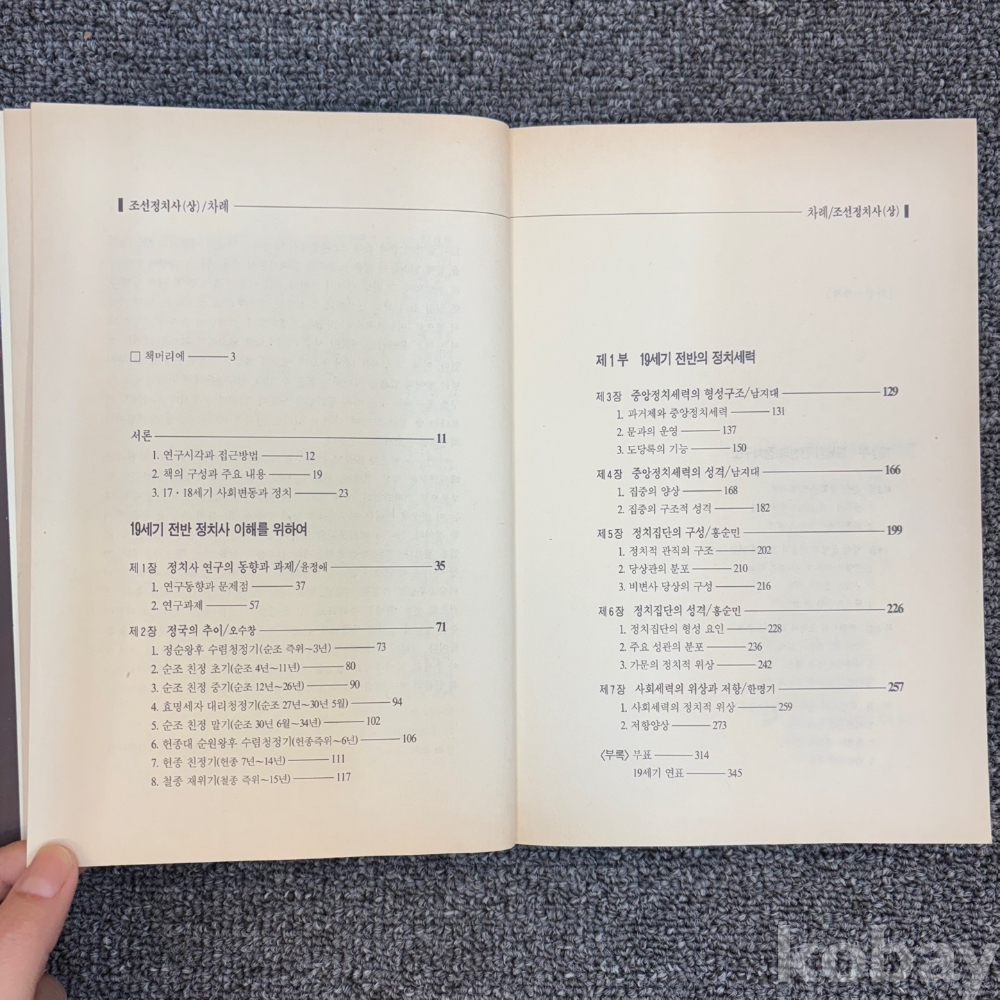 조선정치사(상)/차례
□ 책머리에 3
서론 11
1. 연구시각과 접근방법 12
2. 책의 구성과 주요 내용 19
3. 17·18세기 사회변동과 정치 23
19세기 전반 정치사 이해를 위하여
제1장 정치사 연구의 동향과 과제/윤정애 35
1. 연구동향과 문제점 37
2. 연구과제 57
제2장 정국의 추이/오수창 71
1. 정순왕후 수렴청정기(순조 즉위~3년) 73
2. 순조 친정 초기(순조 4년~11년) 80
3. 순조 친정 중기(순조 12년~26년) 90
4. 효명세자 대리청정기(순조 27년~30년 5월) 94
5. 순조 친정 말기(순조 30년 6월~34년) 102
6. 헌종대 순원왕후 수렴청정기(헌종즉위~6년) 106
7. 헌종 친정기(헌종 7년~14년) 111
8. 철종 재위기(철종 즉위~15년) 117
차례/조선정치사(상)
제1부 19세기 전반의 정치세력
제3장 중앙정치세력의 형성구조/남지대 129
1. 과거제와 중앙정치세력 131
2. 문과의 운영 137
3. 도당록의 기능 150
제4장 중앙정치세력의 성격/남지대 166
1. 집중의 양상 168
2. 집중의 구조적 성격 182
제5장 정치집단의 구성/홍순민 199
1. 정치적 관직의 구조 202
2. 당상관의 분포 210
3. 비변사 당상의 구성 216
제6장 정치집단의 성격/홍순민 226
1. 정치집단의 형성 요인 228
2. 주요 성관의 분포 236
3. 가문의 정치적 위상 242
제7장 사회세력의 위상과 저항/한명기 257
1. 사회세력의 정치적 위상 259
2. 저항양상 273
〈부록〉 부표 314
19세기 연표 345
kobay